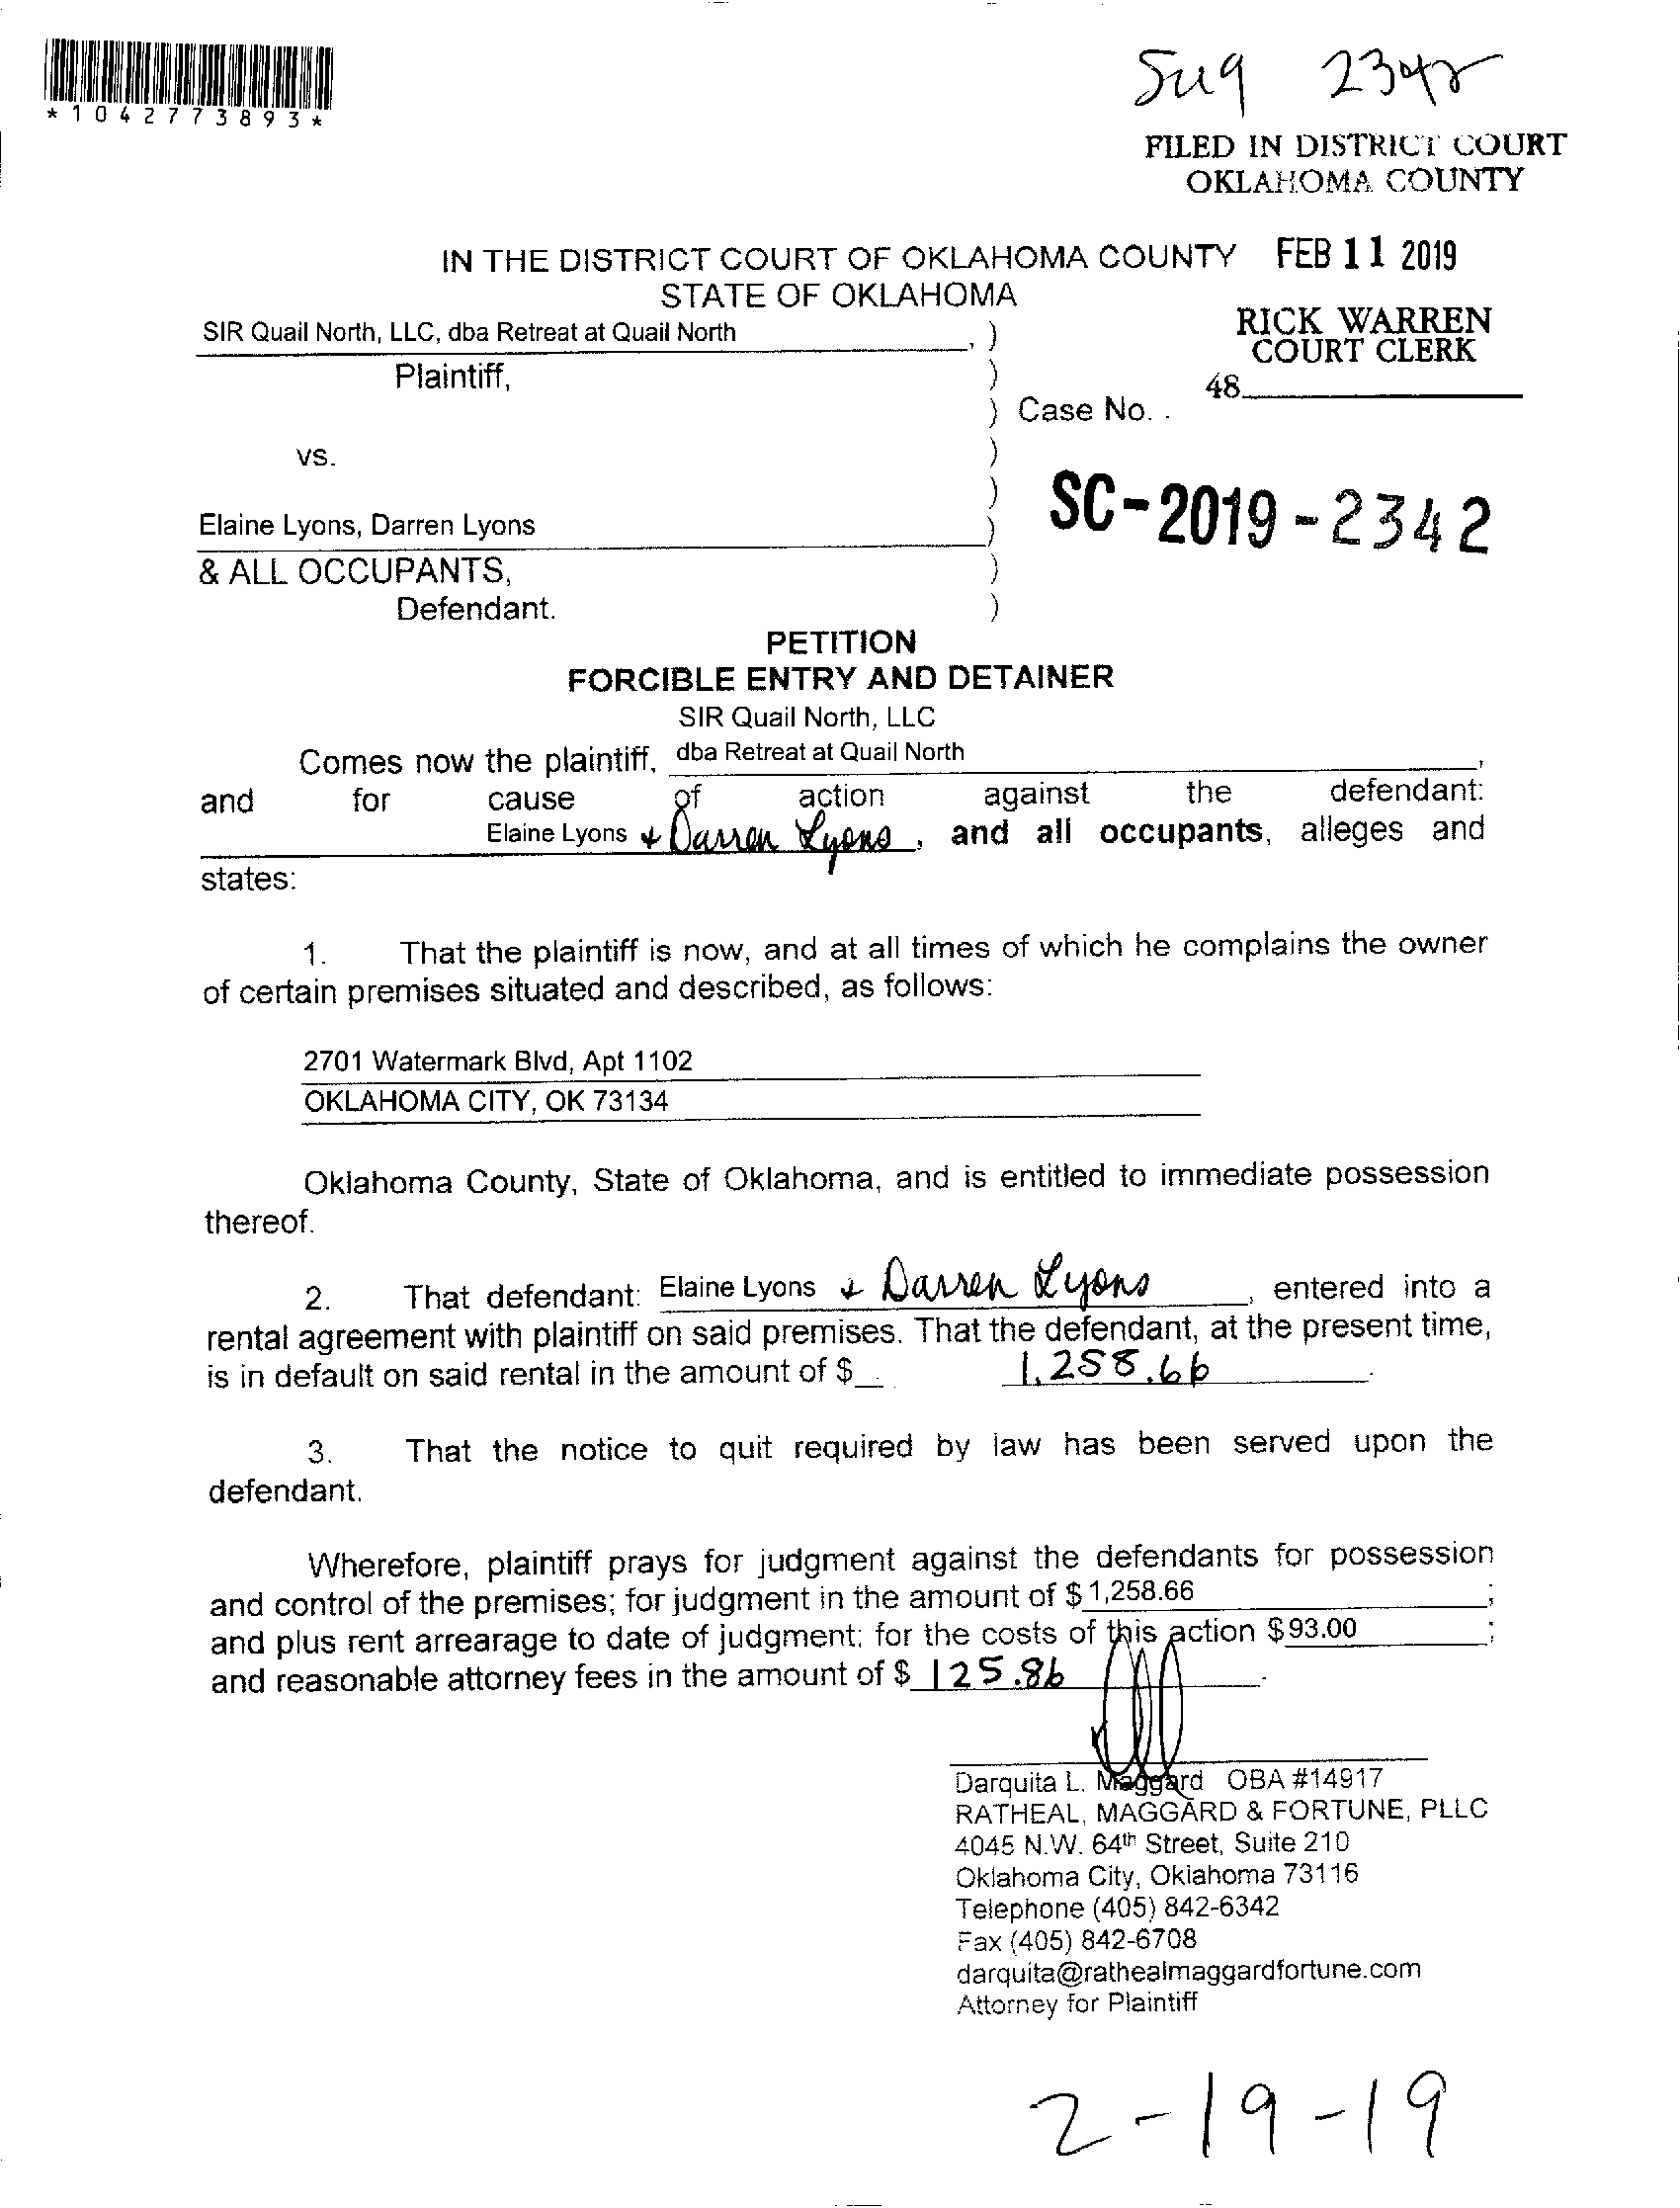 *1042773893*
FILED IN DISTRICT COURT
OKLAHOMA COUNTY
IN THE DISTRICT COURT OF OKLAHOMA COUNTY FEB 11 2019
STATE OF OKLAHOMA
SIR Quail North, LLC, dba Retreat at Quail North , )
RICK WARREN
COURT CLERK
Plaintiff, )
48
) Case No. .
vs. )
)
SC-2019-2342
Elaine Lyons, Darren Lyons )
& ALL OCCUPANTS, )
Defendant. )
PETITION
FORCIBLE ENTRY AND DETAINER
SIR Quail North, LLC
Comes now the plaintiff, dba Retreat at Quail North ,
and for cause of action against the defendant:
Elaine Lyons & Darren Lyons , and all occupants, alleges and
states:
1. That the plaintiff is now, and at all times of which he complains the owner
of certain premises situated and described, as follows:
2701 Watermark Blvd, Apt 1102
OKLAHOMA CITY, OK 73134
Oklahoma County, State of Oklahoma, and is entitled to immediate possession
thereof.
2. That defendant: Elaine Lyons & Darren Lyons , entered into a
rental agreement with plaintiff on said premises. That the defendant, at the present time,
is in default on said rental in the amount of $ 1,258.66 .
3. That the notice to quit required by law has been served upon the
defendant.
Wherefore, plaintiff prays for judgment against the defendants for possession
and control of the premises; for judgment in the amount of $ 1,258.66 ;
and plus rent arrearage to date of judgment; for the costs of this action $ 93.00 ;
and reasonable attorney fees in the amount of $ 125.86 .
Darquita L. Maggard OBA #14917
RATHEAL, MAGGARD & FORTUNE, PLLC
4045 N.W. 64th Street, Suite 210
Oklahoma City, Oklahoma 73116
Telephone (405) 842-6342
Fax (405) 842-6708
darquita@rathealmaggardfortune.com
Attorney for Plaintiff
2-19-19